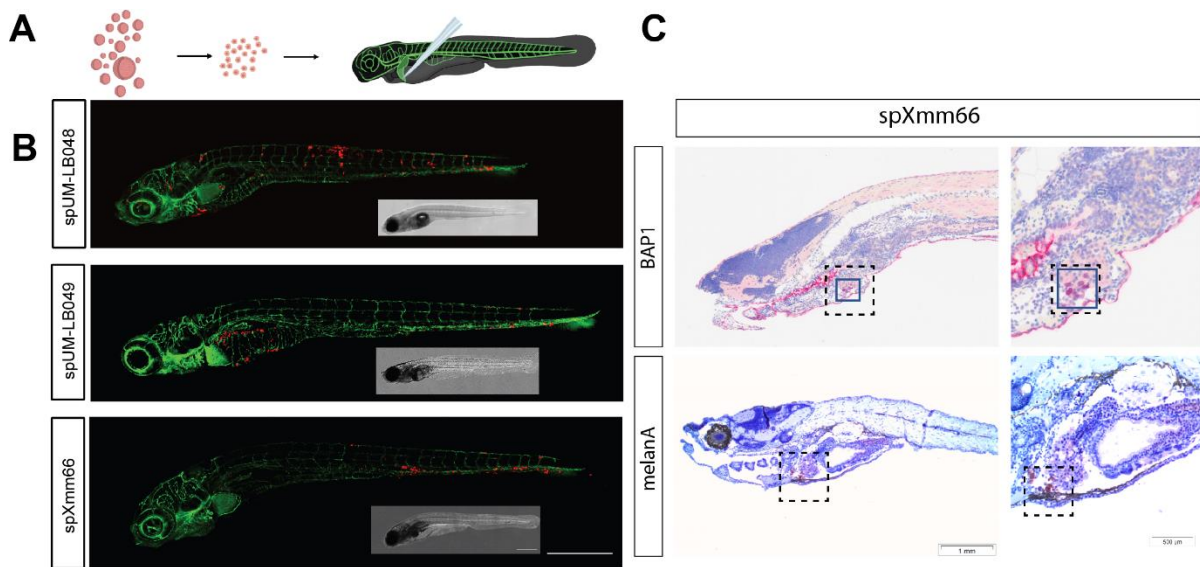 A
C
B
spUM-LB048
spUM-LB049
spXmm66
spXmm66
BAP1
melanA
1 mm
500 µm